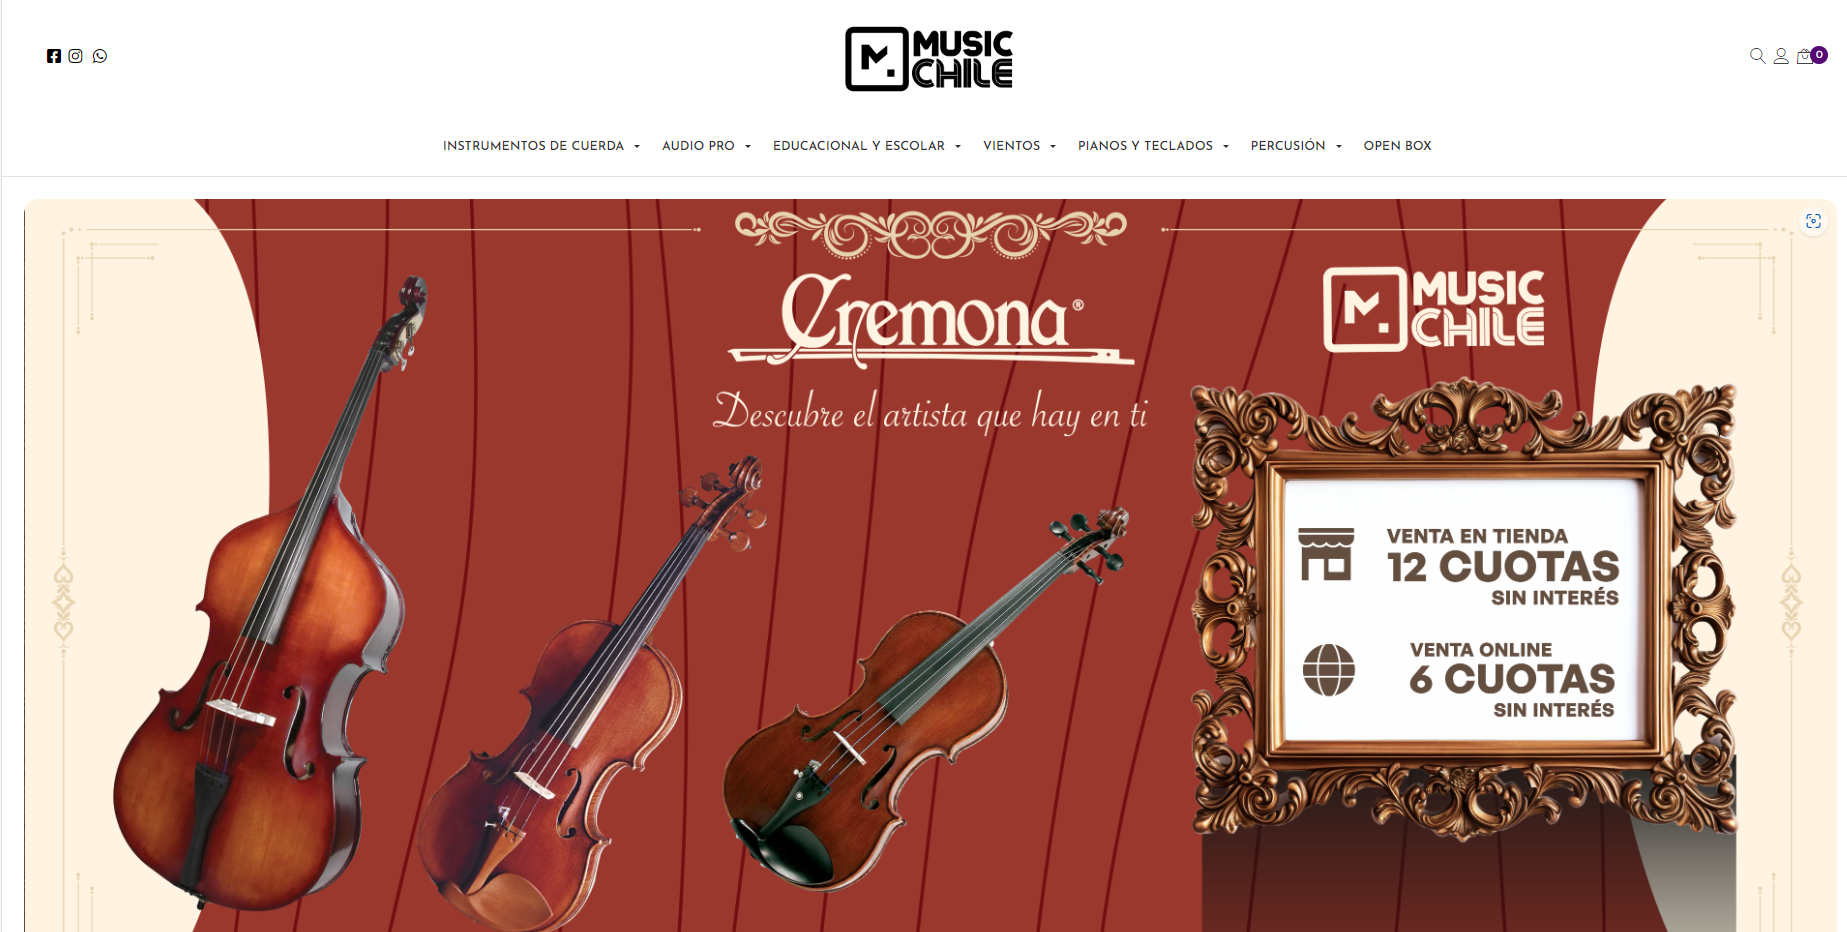 M. MUSIC
CHILE
0
INSTRUMENTOS DE CUERDA
AUDIO PRO
EDUCACIONAL Y ESCOLAR
VIENTOS
PIANOS Y TECLADOS
PERCUSIÓN
OPEN BOX
Cremona®
Descubre el artista que hay en ti
M. MUSIC
CHILE
VENTA EN TIENDA
12 CUOTAS
SIN INTERÉS
VENTA ONLINE
6 CUOTAS
SIN INTERÉS